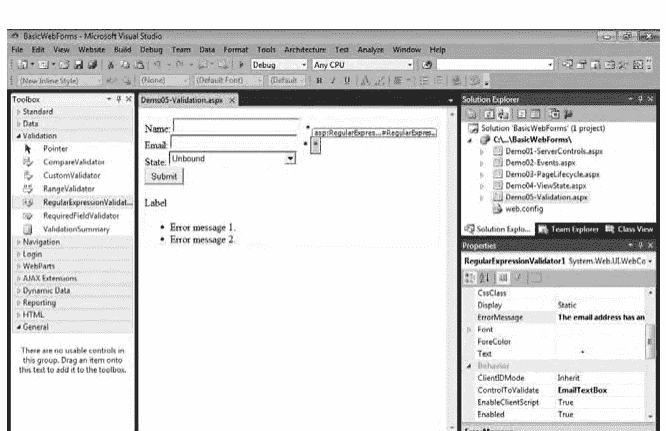 BasicWebForms - Microsoft Visual Studio
File Edit View Website Build Debug Team Data Format Tools Architecture Test Analyze Window Help
Debug Any CPU
(New Inline Style) (None) (Default Font) (Default B I U
Toolbox
Standard
Data
Validation
Pointer
CompareValidator
CustomValidator
RangeValidator
RegularExpressionValidat...
RequiredFieldValidator
ValidationSummary
Navigation
Login
WebParts
AJAX Extensions
Dynamic Data
Reporting
HTML
General
There are no usable controls in
this group. Drag an item onto
this text to add it to the toolbox.
Demo05-Validation.aspx
Name: *
asp:RegularExpres...#RegularExpres...
Email: * *
State: Unbound
Submit
Label
• Error message 1.
• Error message 2.
Solution Explorer
Solution 'BasicWebForms' (1 project)
C:\...\BasicWebForms\
Demo01-ServerControls.aspx
Demo02-Events.aspx
Demo03-PageLifecycle.aspx
Demo04-ViewState.aspx
Demo05-Validation.aspx
web.config
Solution Explo... Team Explorer Class View
Properties
RegularExpressionValidator1 System.Web.UI.WebCo
CssClass
Display Static
ErrorMessage The email address has an
Font
ForeColor
Text *
Behavior
ClientIDMode Inherit
ControlToValidate EmailTextBox
EnableClientScript True
Enabled True
ErrorMessage